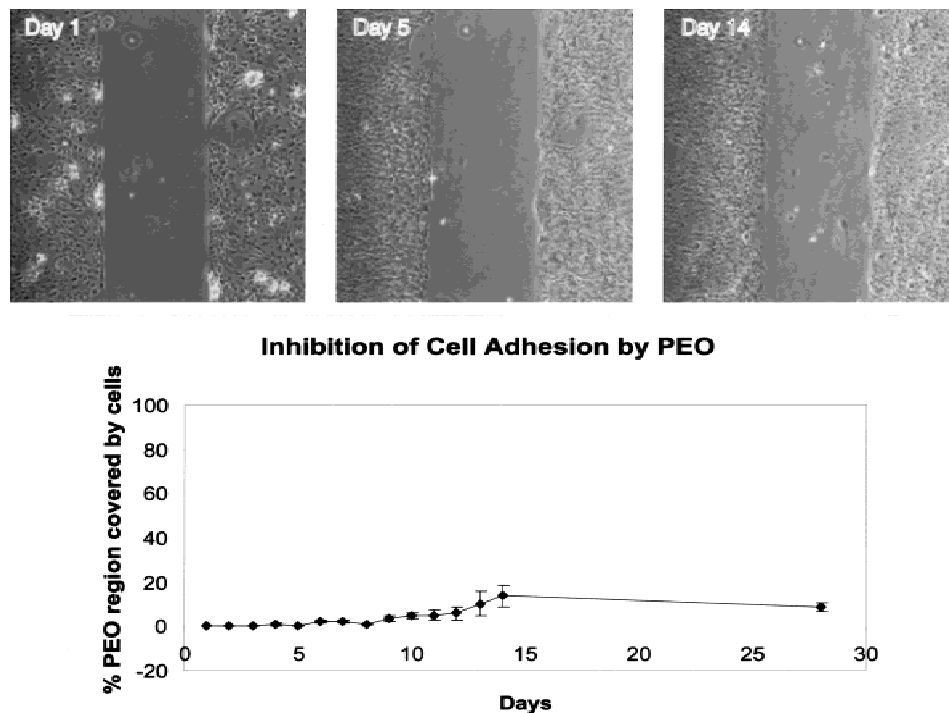 Day 1
Day 5
Day 14
Inhibition of Cell Adhesion by PEO
% PEO region covered by cells
100
80
60
40
20
0
-20
0
5
10
15
20
25
30
Days